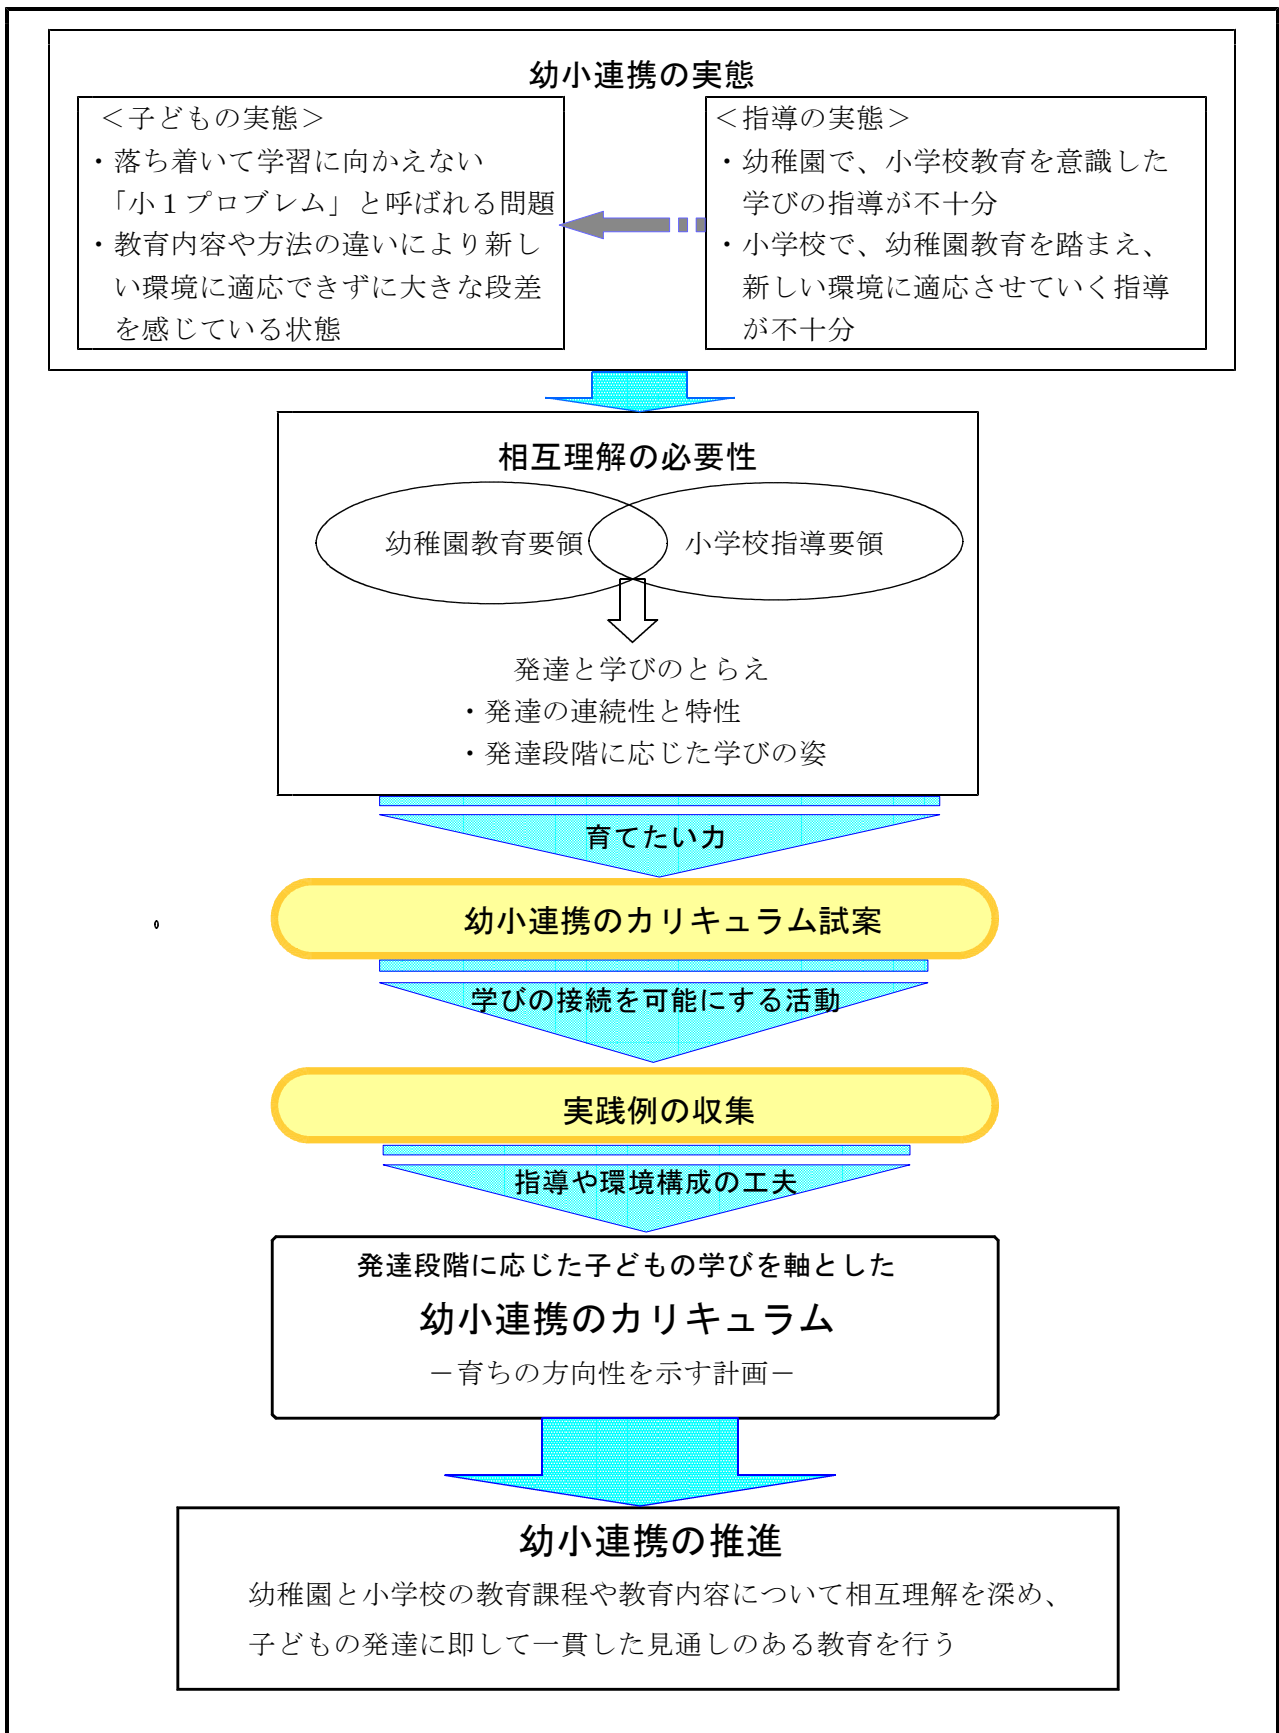 幼小連携の実態
＜子どもの実態＞
・落ち着いて学習に向かえない
「小１プロブレム」と呼ばれる問題
・教育内容や方法の違いにより新し
い環境に適応できずに大きな段差
を感じている状態
＜指導の実態＞
・幼稚園で、小学校教育を意識した
学びの指導が不十分
・小学校で、幼稚園教育を踏まえ、
新しい環境に適応させていく指導
が不十分
相互理解の必要性
幼稚園教育要領
小学校指導要領
発達と学びのとらえ
・発達の連続性と特性
・発達段階に応じた学びの姿
育てたい力
幼小連携のカリキュラム試案
学びの接続を可能にする活動
実践例の収集
指導や環境構成の工夫
発達段階に応じた子どもの学びを軸とした
幼小連携のカリキュラム
－育ちの方向性を示す計画－
幼小連携の推進
幼稚園と小学校の教育課程や教育内容について相互理解を深め、
子どもの発達に即して一貫した見通しのある教育を行う